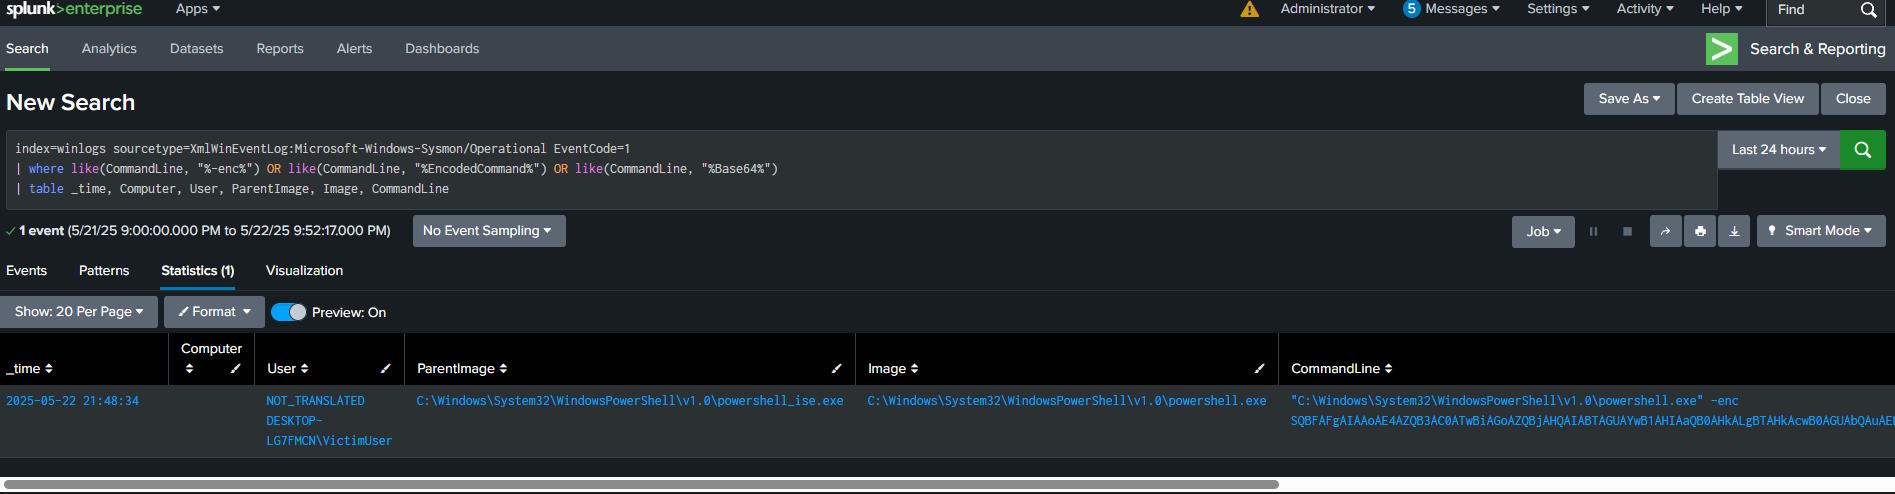 splunk>enterprise Apps Administrator 5 Messages Settings Activity Help Find
Search Analytics Datasets Reports Alerts Dashboards Search & Reporting
New Search Save As Create Table View Close
index=winlogs sourcetype=XmlWinEventLog:Microsoft-Windows-Sysmon/Operational EventCode=1
| where like(CommandLine, "%-enc%") OR like(CommandLine, "%EncodedCommand%") OR like(CommandLine, "%Base64%")
| table _time, Computer, User, ParentImage, Image, CommandLine
Last 24 hours
1 event (5/21/25 9:00:00.000 PM to 5/22/25 9:52:17.000 PM) No Event Sampling Job Smart Mode
Events Patterns Statistics (1) Visualization
Show: 20 Per Page Format Preview: On
_time Computer User ParentImage Image CommandLine
2025-05-22 21:48:34 NOT_TRANSLATED C:\Windows\System32\WindowsPowerShell\v1.0\powershell_ise.exe C:\Windows\System32\WindowsPowerShell\v1.0\powershell.exe "C:\Windows\System32\WindowsPowerShell\v1.0\powershell.exe" -enc
DESKTOP-
LG7FMCN\VictimUser